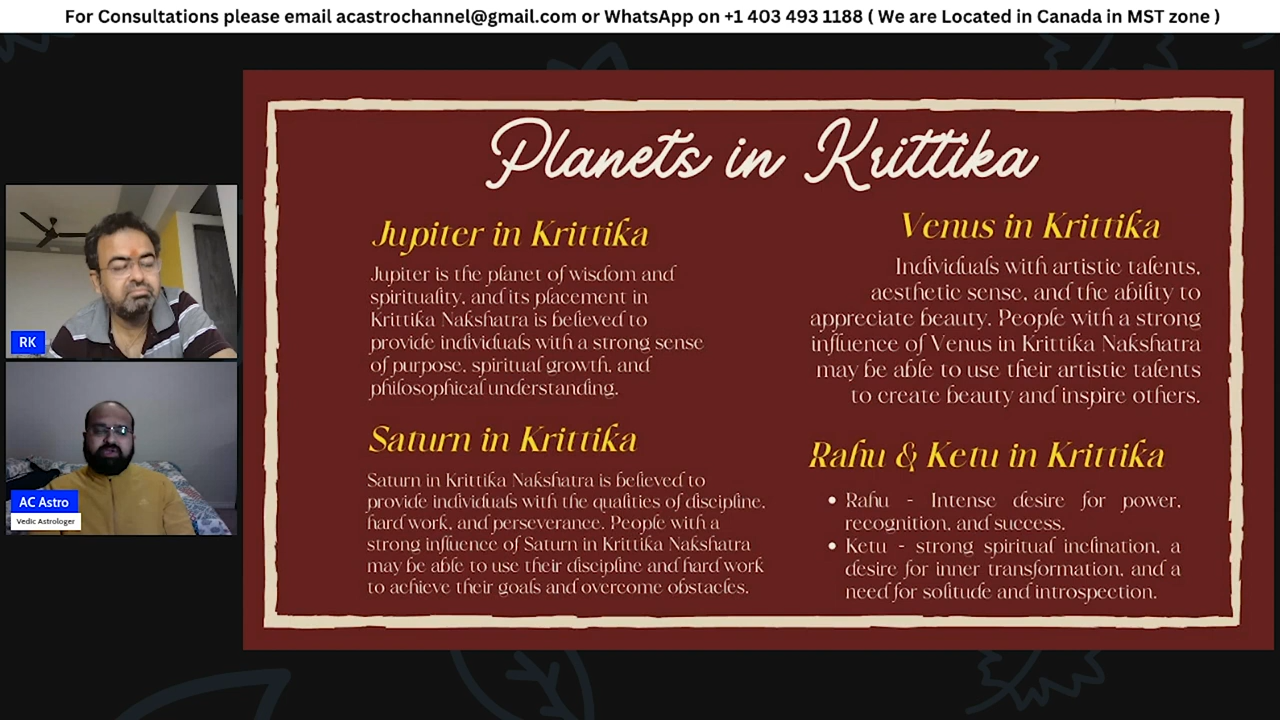 For Consultations please email acastrochannel@gmail.com or WhatsApp on +1 403 493 1188 ( We are Located in Canada in MST zone )
Planets in Krittika
Jupiter in Krittika
Jupiter is the planet of wisdom and
spirituality, and its placement in
Krittika Nakshatra is believed to
provide individuals with a strong sense
of purpose, spiritual growth, and
philosophical understanding.
Saturn in Krittika
Saturn in Krittika Nakshatra is believed to
provide individuals with the qualities of discipline,
hard work, and perseverance. People with a
strong influence of Saturn in Krittika Nakshatra
may be able to use their discipline and hard work
to achieve their goals and overcome obstacles.
Venus in Krittika
Individuals with artistic talents,
aesthetic sense, and the ability to
appreciate beauty. People with a strong
influence of Venus in Krittika Nakshatra
may be able to use their artistic talents
to create beauty and inspire others.
Rahu & Ketu in Krittika
• Rahu - Intense desire for power,
recognition, and success.
• Ketu - strong spiritual inclination, a
desire for inner transformation, and a
need for solitude and introspection.
RK
AC Astro
Vedic Astrologer